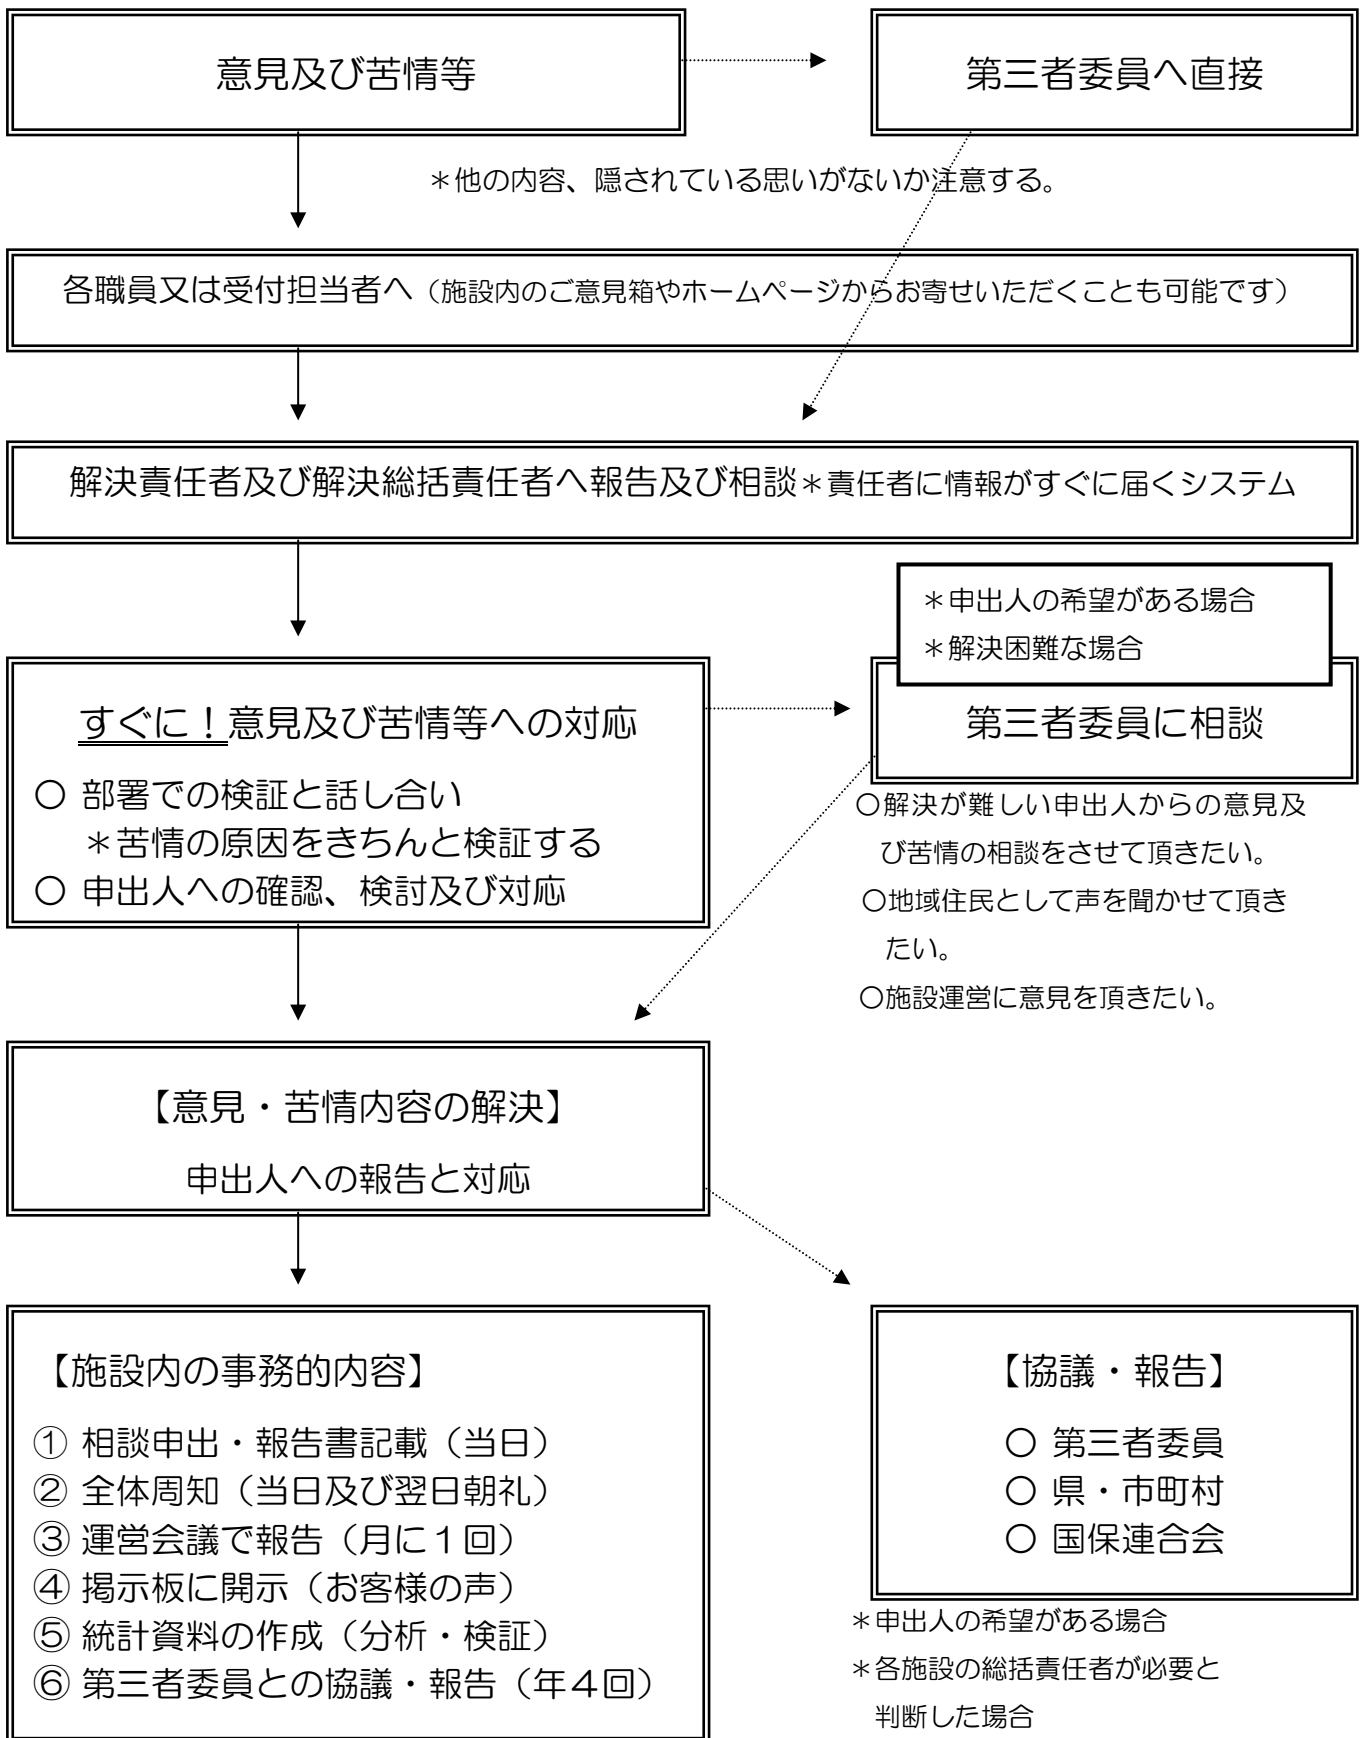 意見及び苦情等
第三者委員へ直接
＊他の内容、隠されている思いがないか注意する。
各職員又は受付担当者へ（施設内のご意見箱やホームページからお寄せいただくことも可能です）
解決責任者及び解決総括責任者へ報告及び相談＊責任者に情報がすぐに届くシステム
＊申出人の希望がある場合
＊解決困難な場合
すぐに！意見及び苦情等への対応
○ 部署での検証と話し合い
＊苦情の原因をきちんと検証する
○ 申出人への確認、検討及び対応
第三者委員に相談
○解決が難しい申出人からの意見及
び苦情の相談をさせて頂きたい。
○地域住民として声を聞かせて頂き
たい。
○施設運営に意見を頂きたい。
【意見・苦情内容の解決】
申出人への報告と対応
【施設内の事務的内容】
① 相談申出・報告書記載（当日）
② 全体周知（当日及び翌日朝礼）
③ 運営会議で報告（月に１回）
④ 掲示板に開示（お客様の声）
⑤ 統計資料の作成（分析・検証）
⑥ 第三者委員との協議・報告（年４回）
【協議・報告】
○ 第三者委員
○ 県・市町村
○ 国保連合会
＊申出人の希望がある場合
＊各施設の総括責任者が必要と
判断した場合